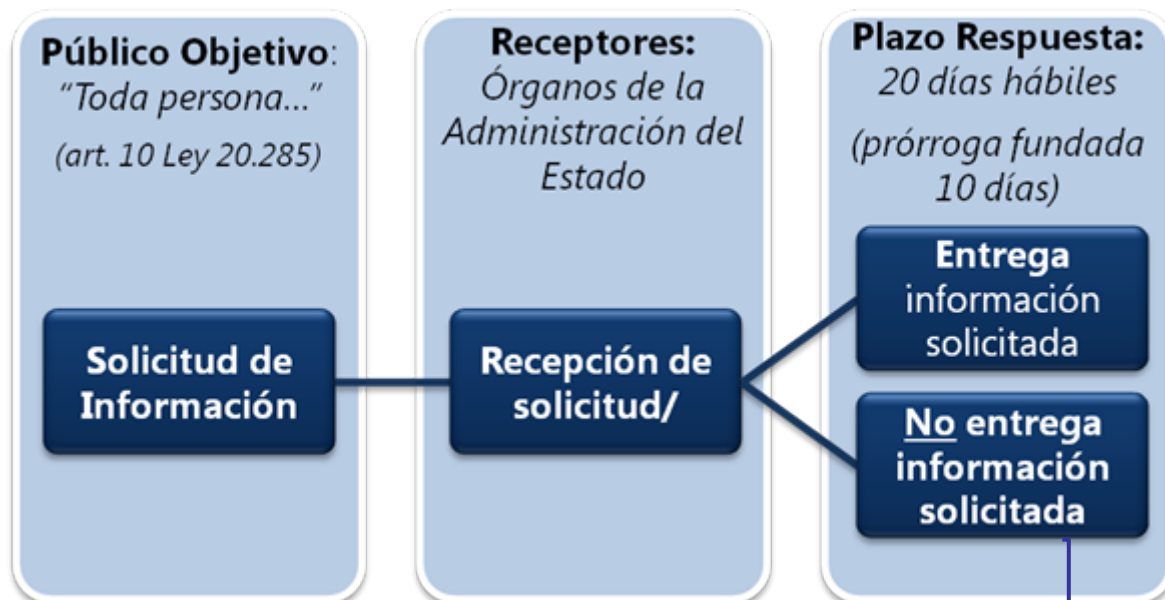 Público Objetivo:
“Toda persona...”
(art. 10 Ley 20.285)
Solicitud de
Información
Receptores:
Órganos de la
Administración del
Estado
Recepción de
solicitud/
Plazo Respuesta:
20 días hábiles
(prórroga fundada
10 días)
Entrega
información
solicitada
No entrega
información
solicitada